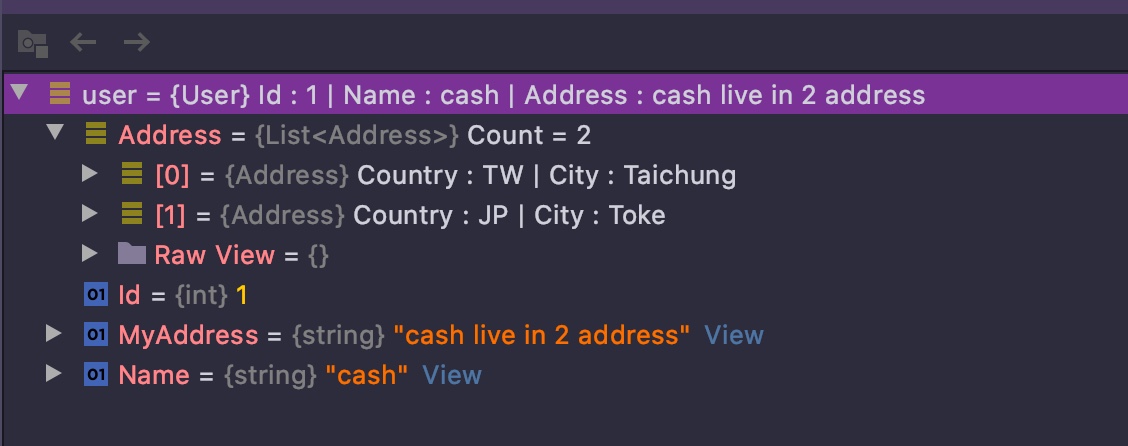 user = {User} Id : 1 | Name : cash | Address : cash live in 2 address
Address = {List<Address>} Count = 2
[0] = {Address} Country : TW | City : Taichung
[1] = {Address} Country : JP | City : Toke
Raw View = {}
01 Id = {int} 1
01 MyAddress = {string} "cash live in 2 address" View
01 Name = {string} "cash" View